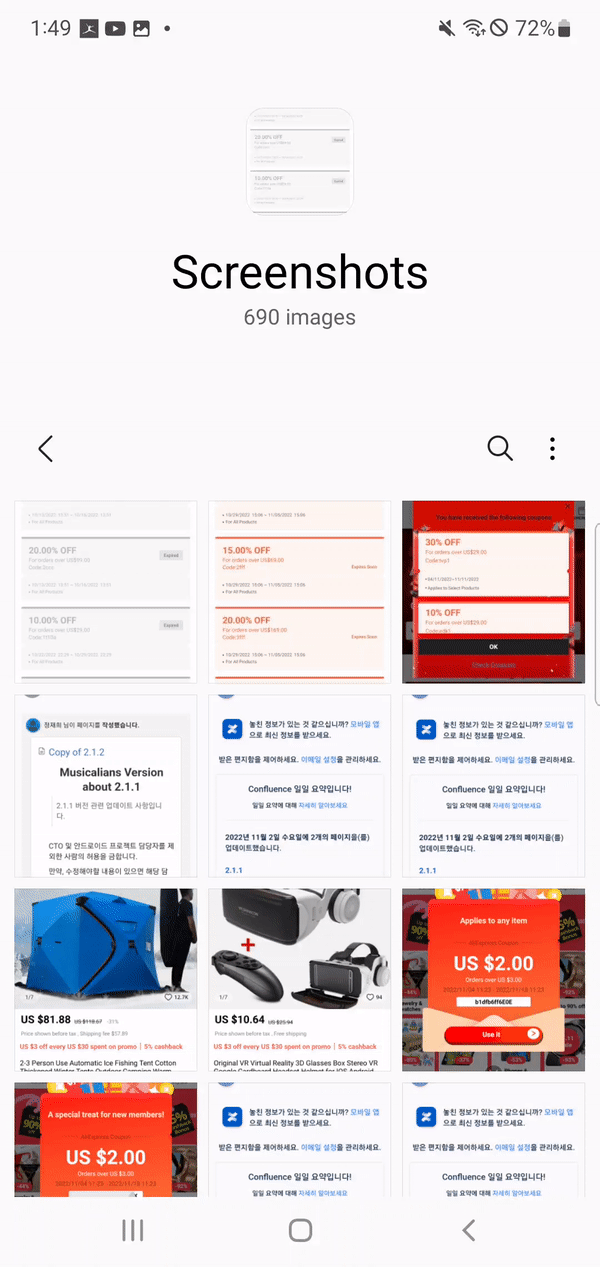 1:49
72%
Screenshots
690 images
• For All Products
20.00% OFF
For orders over US$99.00
Expired
• For All Products
10.00% OFF
For orders over US$29.00
Expired
• For All Products
• 10/29/2022 15:06 ~ 11/05/2022 15:06
• For All Products
15.00% OFF
For orders over US$69.00
Expires Soon
• 10/29/2022 15:06 ~ 11/05/2022 15:06
• For All Products
20.00% OFF
For orders over US$169.00
Expires Soon
• 10/29/2022 15:06 ~ 11/05/2022 15:06
• For All Products
You have received the following coupons
30% OFF
For orders over US$29.00
• 04/11/2022~11/11/2022
• Applies to Select Products
10% OFF
For orders over US$29.00
OK
정재희 님이 페이지를 작성했습니다.
Copy of 2.1.2
Musicalians Version
about 2.1.1
2.1.1 버전 관련 업데이트 사항입니
다.
CTO 및 안드로이드 프로젝트 담당자를 제
외한 사람의 허용을 금합니다.
만약, 수정해야할 내용이 있으면 해당 담
놓친 정보가 있는 것 같으십니까? 모바일 앱
으로 최신 정보를 받으세요.
받은 편지함을 제어하세요. 이메일 설정을 관리하세요.
Confluence 일일 요약입니다!
일일 요약에 대해 자세히 알아보세요
2022년 11월 2일 수요일에 2개의 페이지을(를)
업데이트했습니다.
2.1.1
놓친 정보가 있는 것 같으십니까? 모바일 앱
으로 최신 정보를 받으세요.
받은 편지함을 제어하세요. 이메일 설정을 관리하세요.
Confluence 일일 요약입니다!
일일 요약에 대해 자세히 알아보세요
2022년 11월 2일 수요일에 2개의 페이지을(를)
업데이트했습니다.
2.1.1
1/7
12.7K
US $81.88 US $118.67 -31%
Price shown before tax , Shipping fee $57.89
US $3 off every US $30 spent on promo | 5% cashback
2-3 Person Use Automatic Ice Fishing Tent Cotton
Thickened Winter Tents Outdoor Camping Warm
1/7
94
US $10.64 US $25.94
Price shown before tax , Free shipping
US $3 off every US $30 spent on promo | 5% cashback
Original VR Virtual Reality 3D Glasses Box Stereo VR
Google Cardboard Headset Helmet for IOS Android
Applies to any item
AliExpress Coupon
US $2.00
Orders over US $3.00
2022/11/04 11:23 , 2022/11/18 11:23
b1dfb6ff6E0E
Use it
A special treat for new members!
AliExpress Coupon
US $2.00
Orders over US $3.00
2022/11/04 11:23 , 2022/11/18 11:23
놓친 정보가 있는 것 같으십니까? 모바일 앱
으로 최신 정보를 받으세요.
받은 편지함을 제어하세요. 이메일 설정을 관리하세요.
Confluence 일일 요약입니다!
일일 요약에 대해 자세히 알아보세요
놓친 정보가 있는 것 같으십니까? 모바일 앱
으로 최신 정보를 받으세요.
받은 편지함을 제어하세요. 이메일 설정을 관리하세요.
Confluence 일일 요약입니다!
일일 요약에 대해 자세히 알아보세요